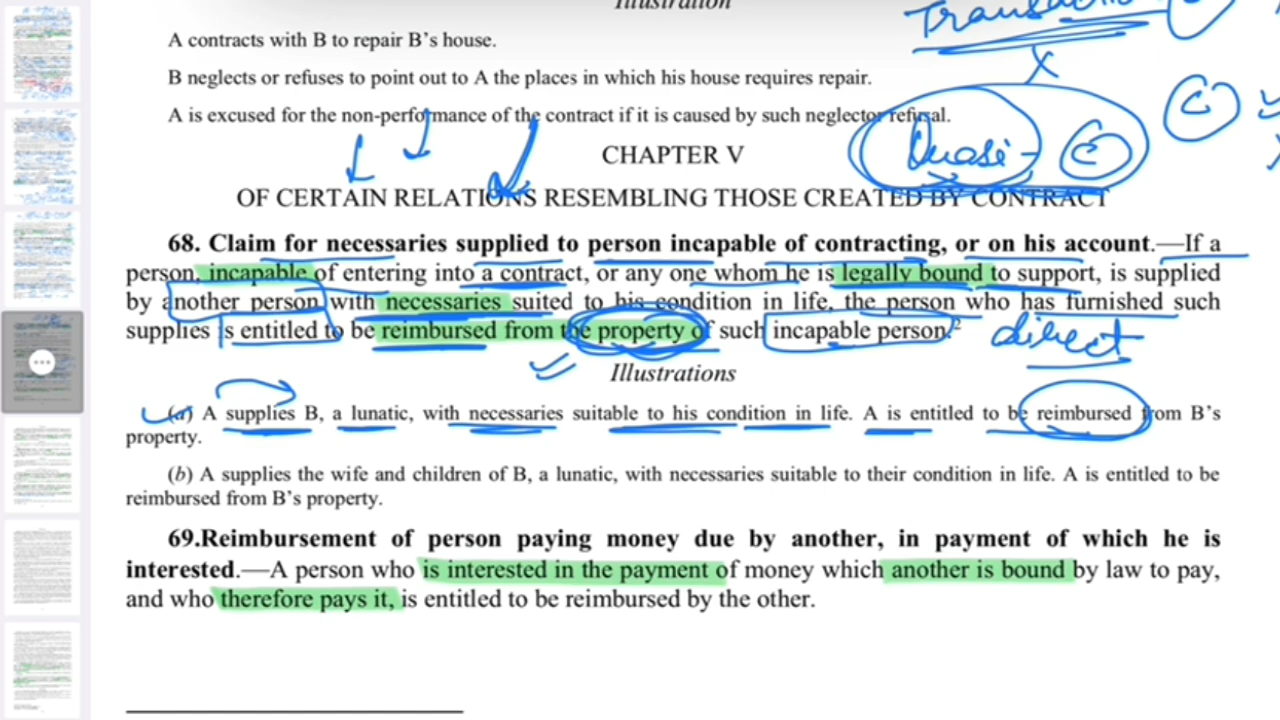 Illustration
Transaction
A contracts with B to repair B's house.
B neglects or refuses to point out to A the places in which his house requires repair.
A is excused for the non-performance of the contract if it is caused by such neglector refusal.
Quasi- C
C
CHAPTER V
OF CERTAIN RELATIONS RESEMBLING THOSE CREATED BY CONTRACT
68. Claim for necessaries supplied to person incapable of contracting, or on his account.—If a
person, incapable of entering into a contract, or any one whom he is legally bound to support, is supplied
by another person with necessaries suited to his condition in life, the person who has furnished such
supplies is entitled to be reimbursed from the property of such incapable person.2
direct
Illustrations
(a) A supplies B, a lunatic, with necessaries suitable to his condition in life. A is entitled to be reimbursed from B's
property.
(b) A supplies the wife and children of B, a lunatic, with necessaries suitable to their condition in life. A is entitled to be
reimbursed from B's property.
69.Reimbursement of person paying money due by another, in payment of which he is
interested.—A person who is interested in the payment of money which another is bound by law to pay,
and who therefore pays it, is entitled to be reimbursed by the other.